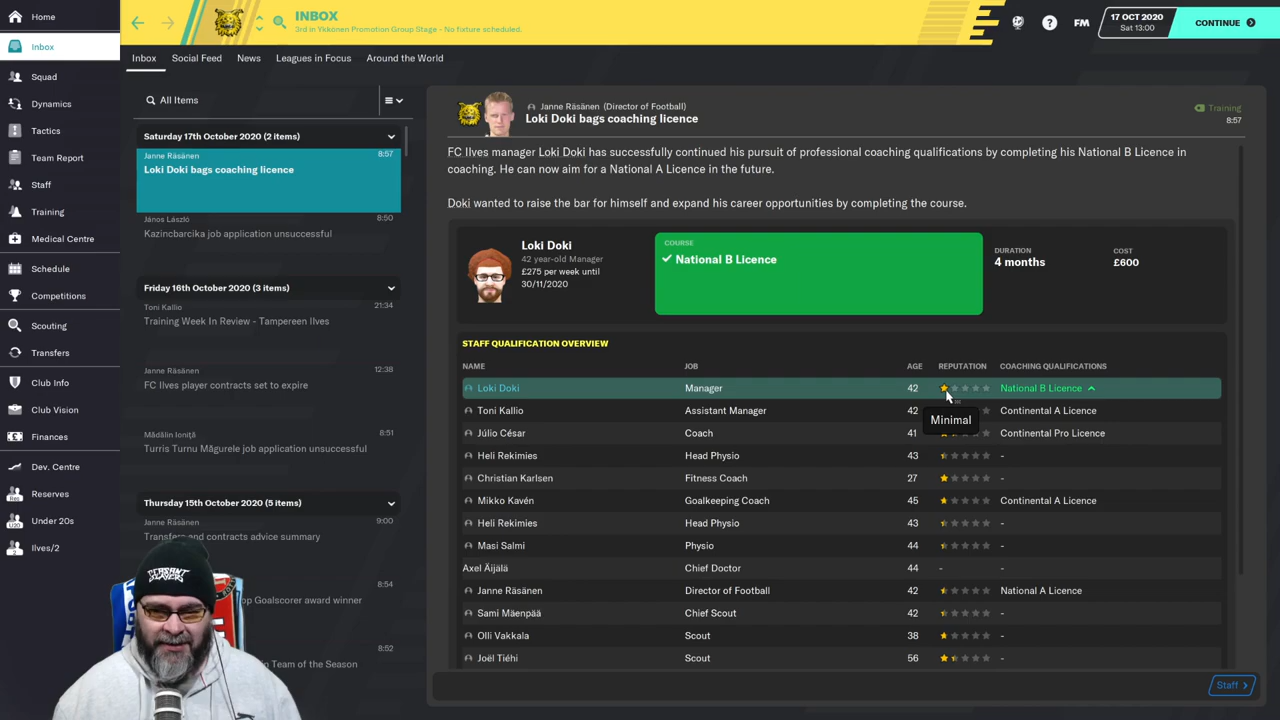 Home
INBOX
3rd in Ykkonen Promotion Group Stage - No fixture scheduled.
FM
17 OCT 2020
Sat 13:00
CONTINUE
Inbox
Squad
Dynamics
Tactics
Team Report
Staff
Training
Medical Centre
Schedule
Competitions
Scouting
Transfers
Club Info
Club Vision
Finances
Dev. Centre
Reserves
Under 20s
Ilves/2
Inbox
Social Feed
News
Leagues in Focus
Around the World
All Items
Saturday 17th October 2020 (2 items)
Janne Räsänen 8:57
Loki Doki bags coaching licence
János László 8:50
Kazincbarcika job application unsuccessful
Friday 16th October 2020 (3 items)
Toni Kallio 21:34
Training Week In Review - Tampereen Ilves
Janne Räsänen 12:38
FC Ilves player contracts set to expire
Mădălin Ioniţă 8:51
Turris Turnu Măgurele job application unsuccessful
Thursday 15th October 2020 (5 items)
Janne Räsänen 9:00
Transfers and contracts advice summary
8:54
op Goalscorer award winner
8:52
Team of the Season
PEASANT
SLAYERS
Janne Räsänen (Director of Football)
Loki Doki bags coaching licence
Training
8:57
FC Ilves manager Loki Doki has successfully continued his pursuit of professional coaching qualifications by completing his National B Licence in
coaching. He can now aim for a National A Licence in the future.
Doki wanted to raise the bar for himself and expand his career opportunities by completing the course.
Loki Doki
42 year-old Manager
£275 per week until
30/11/2020
COURSE
National B Licence
DURATION
4 months
COST
£600
STAFF QUALIFICATION OVERVIEW
NAME JOB AGE REPUTATION COACHING QUALIFICATIONS
Loki Doki Manager 42 National B Licence
Toni Kallio Assistant Manager 42 Continental A Licence
Minimal
Júlio César Coach 41 Continental Pro Licence
Heli Rekimies Head Physio 43 -
Christian Karlsen Fitness Coach 27 -
Mikko Kavén Goalkeeping Coach 45 Continental A Licence
Heli Rekimies Head Physio 43 -
Masi Salmi Physio 44 -
Axel Äijälä Chief Doctor 44 - -
Janne Räsänen Director of Football 42 National A Licence
Sami Mäenpää Chief Scout 42 -
Olli Vakkala Scout 38 -
Joël Tiéhi Scout 56 -
Staff